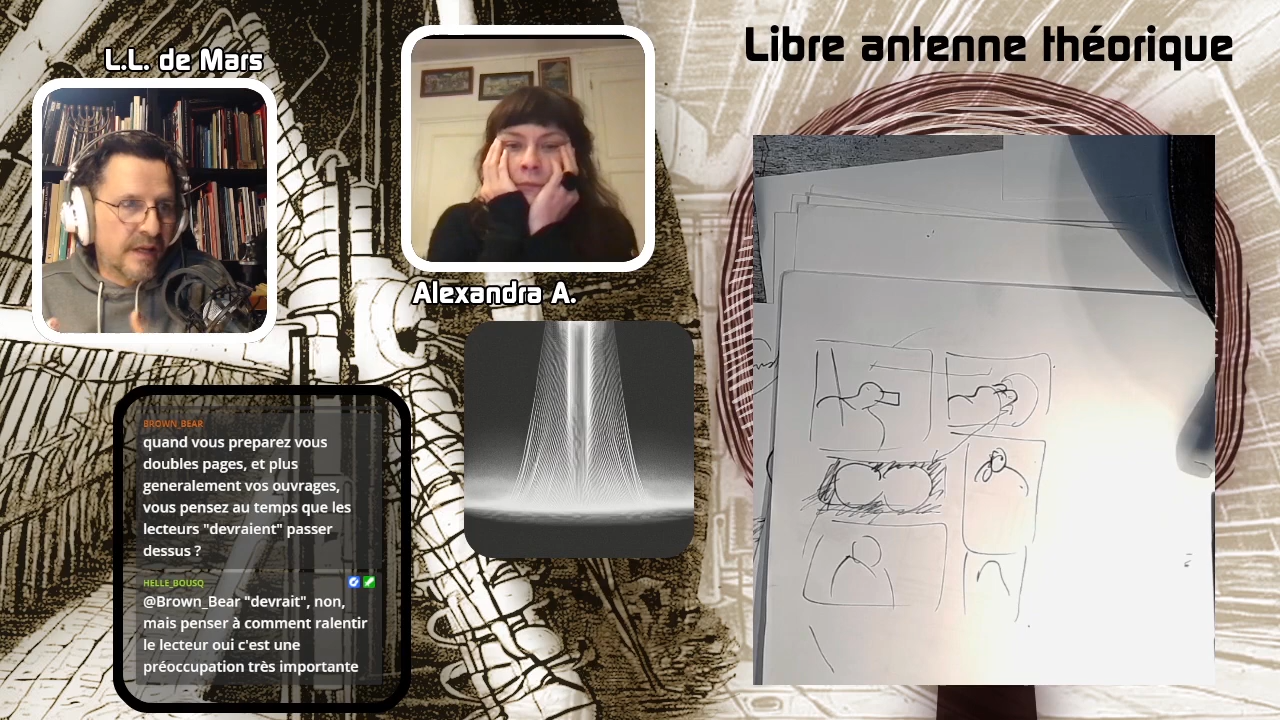 L.L. de Mars
Libre antenne théorique
Alexandra A.
BROWN_BEAR
quand vous preparez vous
doubles pages, et plus
generalement vos ouvrages,
vous pensez au temps que les
lecteurs "devraient" passer
dessus ?
HELLE_BOUSQ
@Brown_Bear "devrait", non,
mais penser à comment ralentir
le lecteur oui c'est une
préoccupation très importante